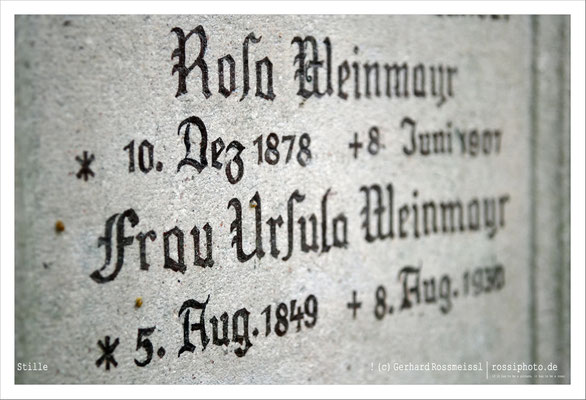 Rosa Weinmayr
* 10. Dez 1878 + 8. Juni 1901
Frau Ursula Weinmayr
* 5. Aug. 1849 + 8. Aug. 1930
Stille
(c) Gerhard Rossmeissl | rossiphoto.de